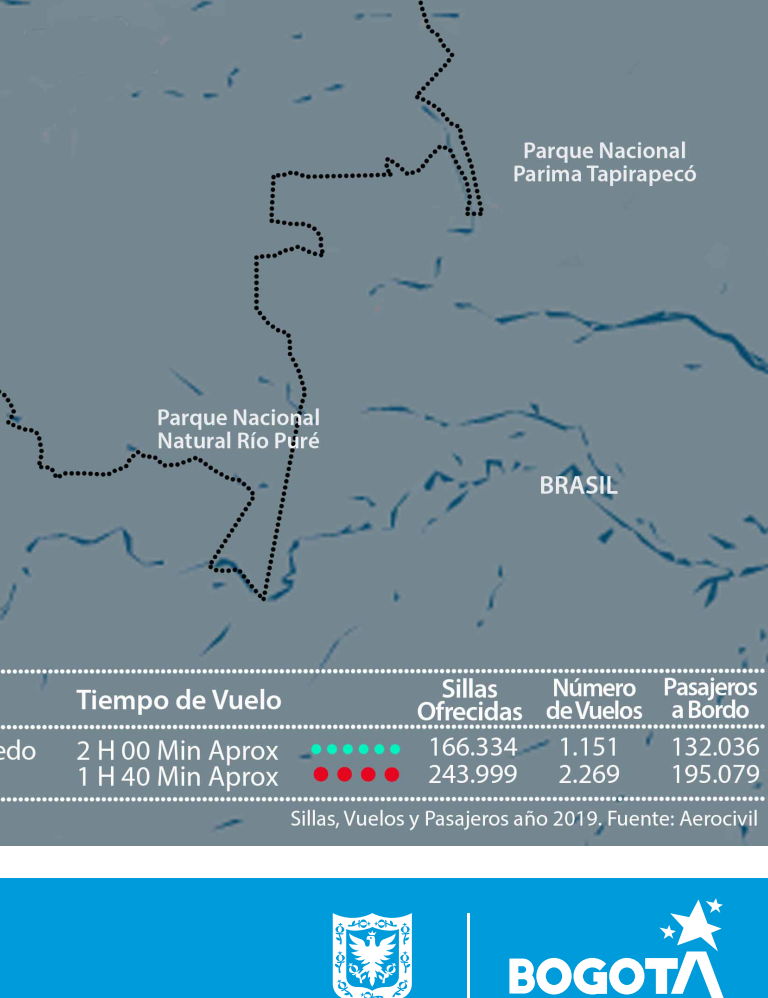 Parque Nacional
Parima Tapirapecó
Parque Nacional
Natural Río Puré
BRASIL
Tiempo de Vuelo
Sillas
Ofrecidas
Número
de Vuelos
Pasajeros
a Bordo
edo 2 H 00 Min Aprox 166.334 1.151 132.036
1 H 40 Min Aprox 243.999 2.269 195.079
Sillas, Vuelos y Pasajeros año 2019. Fuente: Aerocivil
BOGOTÁ